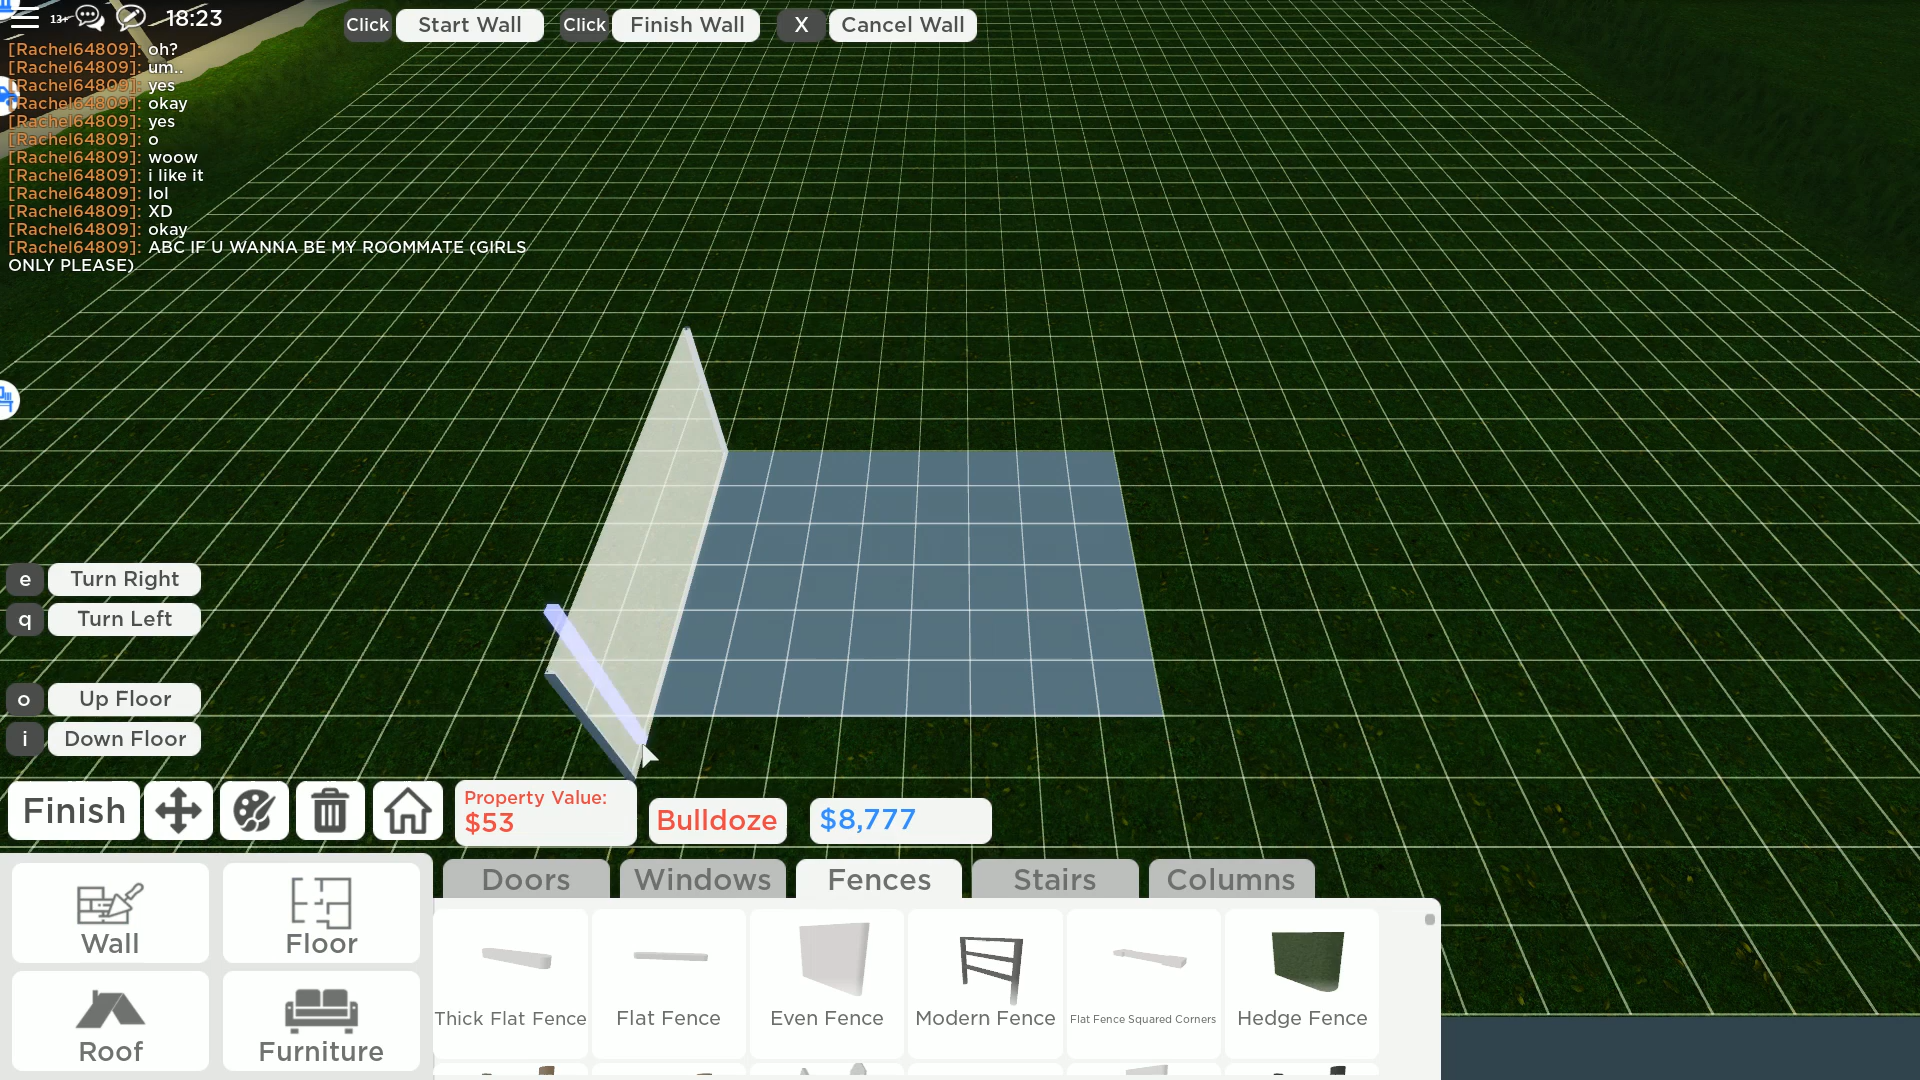 13+ 18:23
Click Start Wall Click Finish Wall X Cancel Wall
[Rachel64809]: oh?
[Rachel64809]: um..
[Rachel64809]: yes
[Rachel64809]: okay
[Rachel64809]: yes
[Rachel64809]: o
[Rachel64809]: woow
[Rachel64809]: i like it
[Rachel64809]: lol
[Rachel64809]: XD
[Rachel64809]: okay
[Rachel64809]: ABC IF U WANNA BE MY ROOMMATE (GIRLS
ONLY PLEASE)
e Turn Right
q Turn Left
o Up Floor
i Down Floor
Finish
Property Value:
$53
Bulldoze
$8,777
Wall
Floor
Roof
Furniture
Doors Windows Fences Stairs Columns
Thick Flat Fence Flat Fence Even Fence Modern Fence Flat Fence Squared Corners Hedge Fence